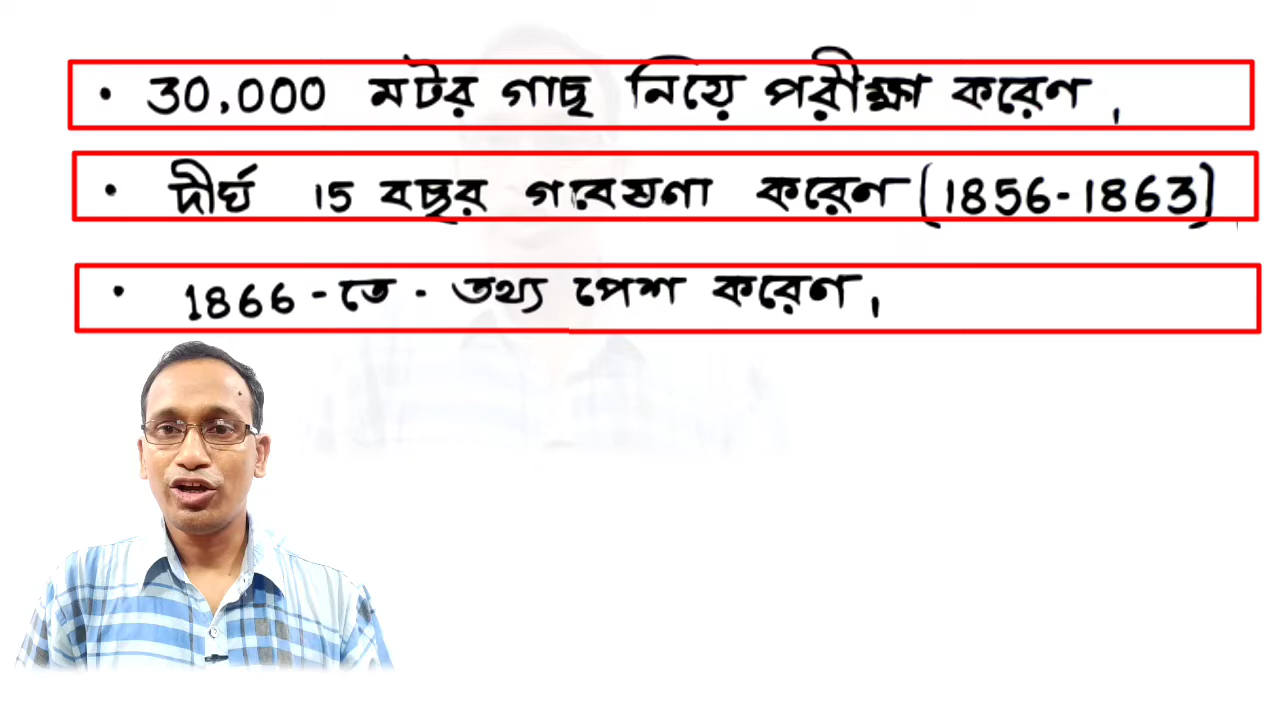 • 30,000 মটর গাছ নিয়ে পরীক্ষা করেণ,
• দীর্ঘ 15 বছর গবেষণা করেণ (1856-1863)
• 1866-তে · তথ্য পেশ করেণ,